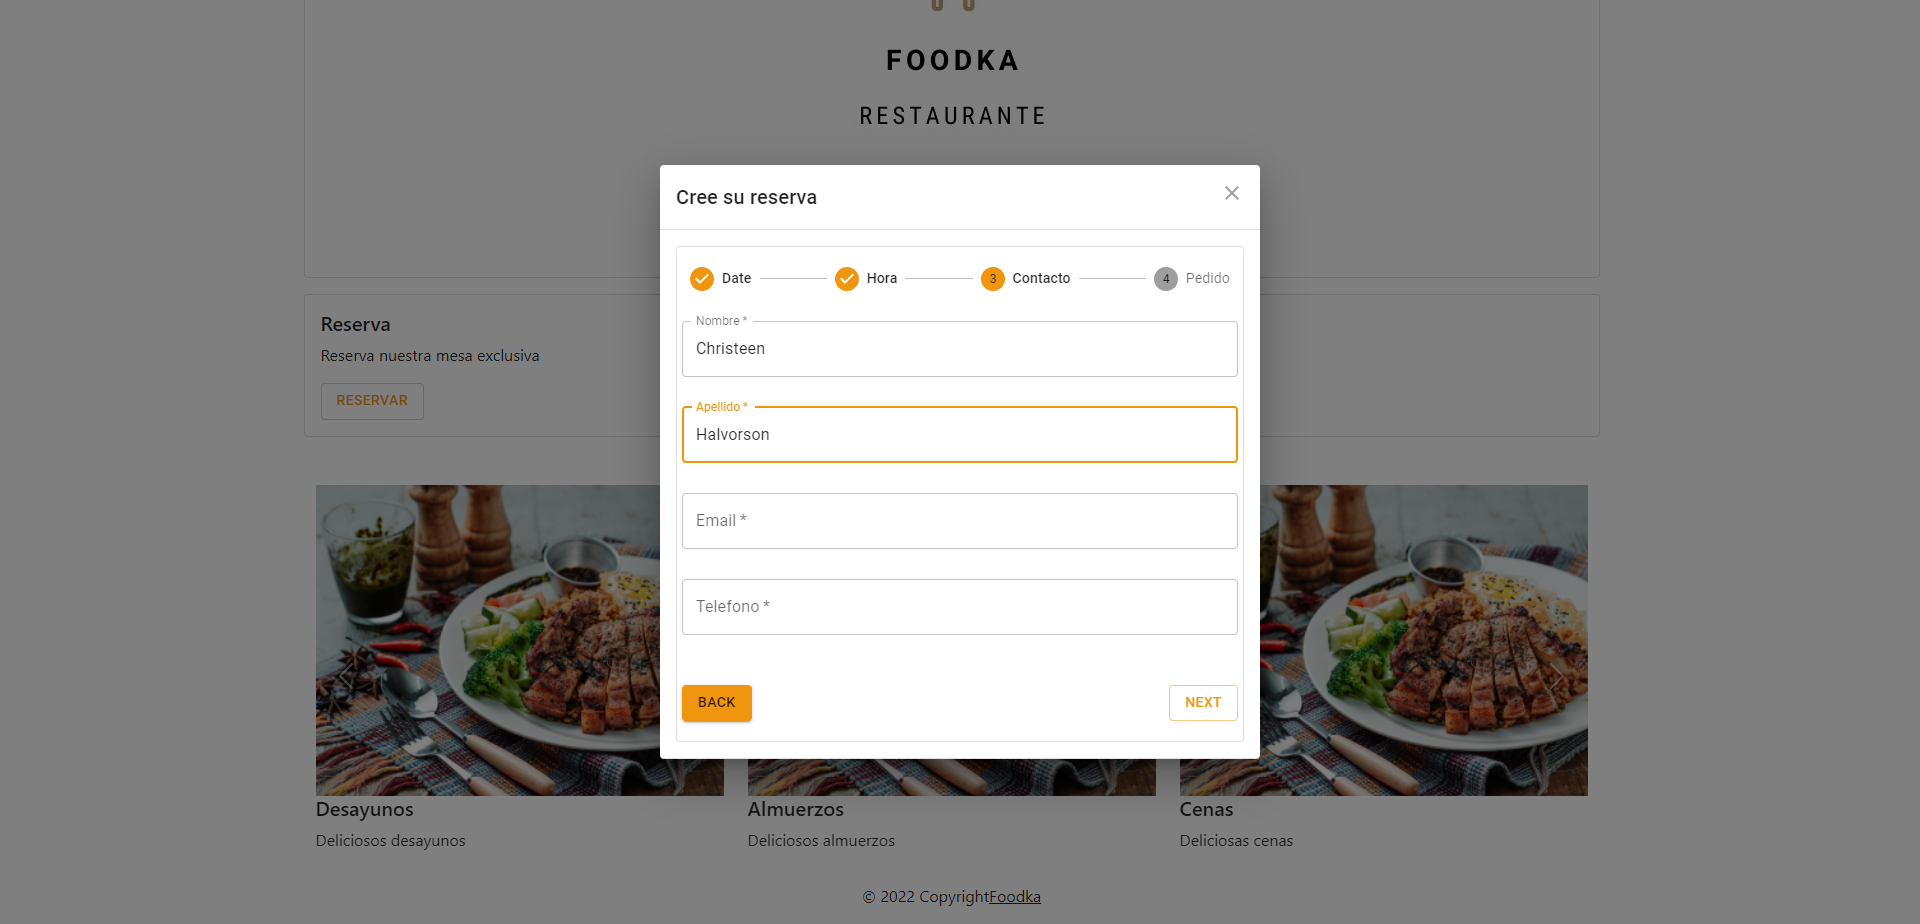 FOODKA
RESTAURANTE
Cree su reserva
Date
Hora
3 Contacto
4 Pedido
Nombre *
Christeen
Apellido *
Halvorson
Email *
Telefono *
BACK
NEXT
Reserva
Reserva nuestra mesa exclusiva
RESERVAR
Desayunos
Deliciosos desayunos
Almuerzos
Deliciosos almuerzos
Cenas
Deliciosas cenas
© 2022 CopyrightFoodka